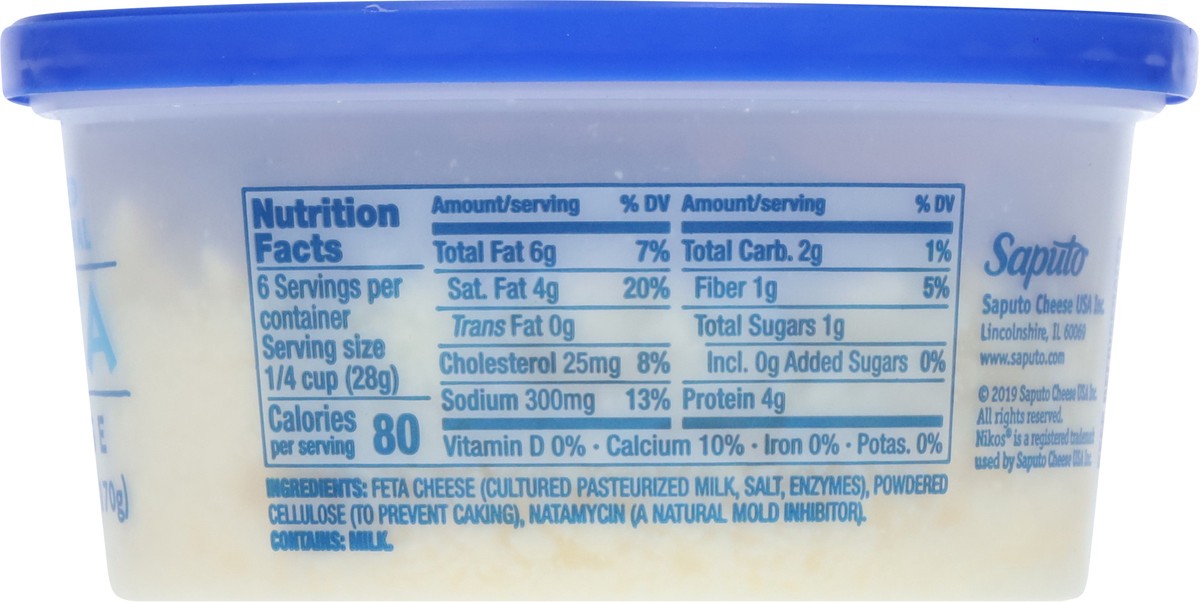 Nutrition
Facts
6 Servings per
container
Serving size
1/4 cup (28g)
Calories
per serving 80
Amount/serving % DV
Total Fat 6g 7%
Sat. Fat 4g 20%
Trans Fat 0g
Cholesterol 25mg 8%
Sodium 300mg 13%
Amount/serving % DV
Total Carb. 2g 1%
Fiber 1g 5%
Total Sugars 1g
Incl. 0g Added Sugars 0%
Protein 4g
Vitamin D 0% · Calcium 10% · Iron 0% · Potas. 0%
INGREDIENTS: FETA CHEESE (CULTURED PASTEURIZED MILK, SALT, ENZYMES), POWDERED
CELLULOSE (TO PREVENT CAKING), NATAMYCIN (A NATURAL MOLD INHIBITOR).
CONTAINS: MILK.
Saputo
Saputo Cheese USA Inc.
Lincolnshire, IL 60069
www.saputo.com
© 2019 Saputo Cheese USA Inc.
All rights reserved.
Nikos® is a registered trademark
used by Saputo Cheese USA Inc.
A
E
70g)